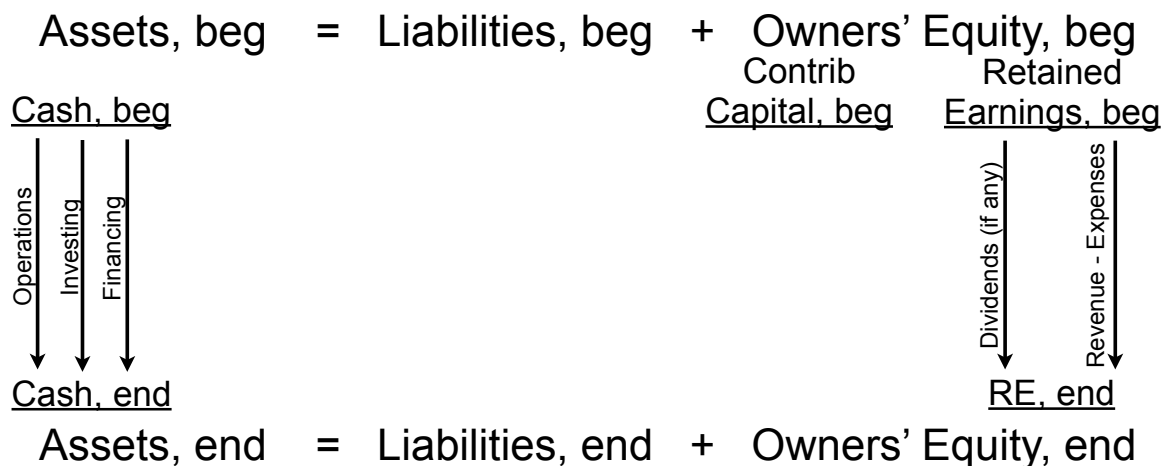 Assets, beg = Liabilities, beg + Owners’ Equity, beg
Contrib Retained
Cash, beg Capital, beg Earnings, beg
Operations
Investing
Financing
Dividends (if any)
Revenue - Expenses
Cash, end RE, end
Assets, end = Liabilities, end + Owners’ Equity, end